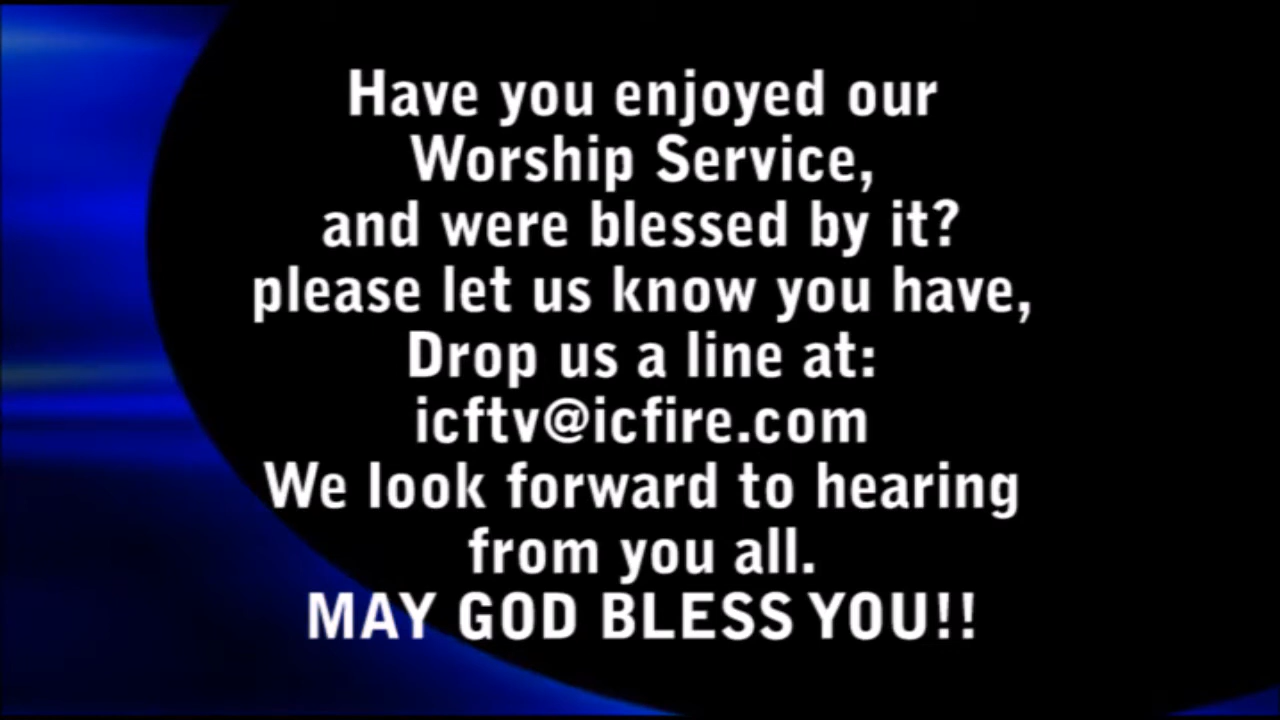 Have you enjoyed our
Worship Service,
and were blessed by it?
please let us know you have,
Drop us a line at:
icftv@icfire.com
We look forward to hearing
from you all.
MAY GOD BLESS YOU!!